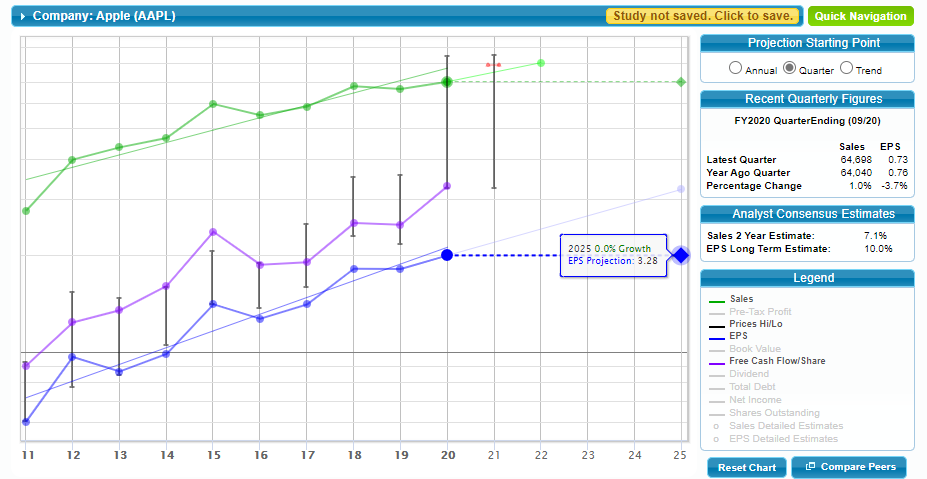 Company: Apple (AAPL)
Study not saved. Click to save.
Quick Navigation
Projection Starting Point
Annual Quarter Trend
Recent Quarterly Figures
FY2020 QuarterEnding (09/20)
Sales EPS
Latest Quarter 64,698 0.73
Year Ago Quarter 64,040 0.76
Percentage Change 1.0% -3.7%
Analyst Consensus Estimates
Sales 2 Year Estimate: 7.1%
EPS Long Term Estimate: 10.0%
Legend
Sales
Pre-Tax Profit
Prices Hi/Lo
EPS
Book Value
Free Cash Flow/Share
Dividend
Total Debt
Net Income
Shares Outstanding
Sales Detailed Estimates
EPS Detailed Estimates
2025 0.0% Growth
EPS Projection: 3.28
11 12 13 14 15 16 17 18 19 20 21 22 23 24 25
Reset Chart
Compare Peers